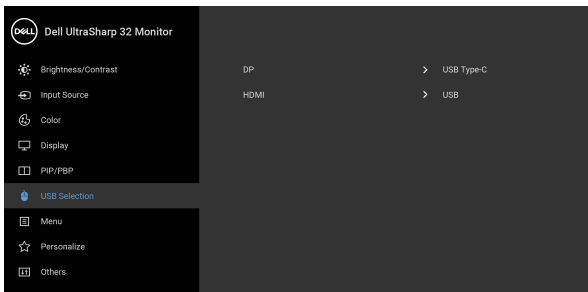 DELL Dell UltraSharp 32 Monitor
Brightness/Contrast
Input Source
Color
Display
PIP/PBP
USB Selection
Menu
Personalize
Others
DP > USB Type-C
HDMI > USB